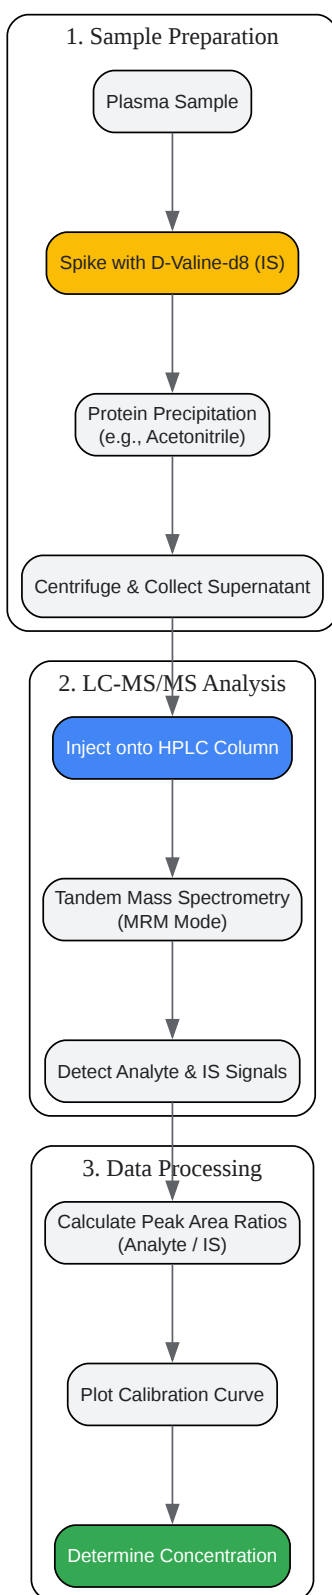 1. Sample Preparation
Plasma Sample
Spike with D-Valine-d8 (IS)
Protein Precipitation
(e.g., Acetonitrile)
Centrifuge & Collect Supernatant
2. LC-MS/MS Analysis
Inject onto HPLC Column
Tandem Mass Spectrometry
(MRM Mode)
Detect Analyte & IS Signals
3. Data Processing
Calculate Peak Area Ratios
(Analyte / IS)
Plot Calibration Curve
Determine Concentration